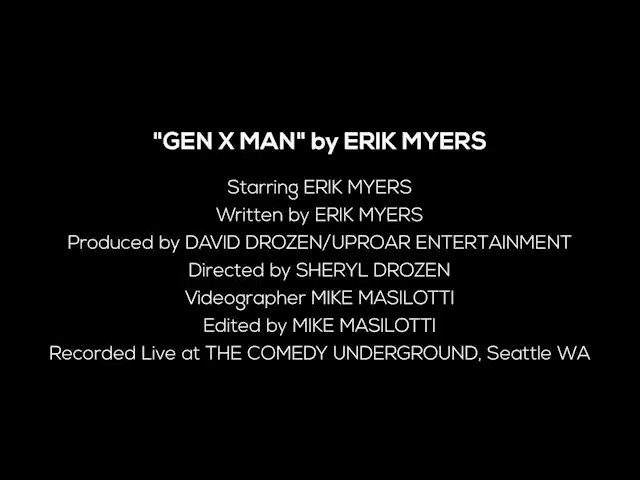 "GEN X MAN" by ERIK MYERS
Starring ERIK MYERS
Written by ERIK MYERS
Produced by DAVID DROZEN/UPROAR ENTERTAINMENT
Directed by SHERYL DROZEN
Videographer MIKE MASILOTTI
Edited by MIKE MASILOTTI
Recorded Live at THE COMEDY UNDERGROUND, Seattle WA